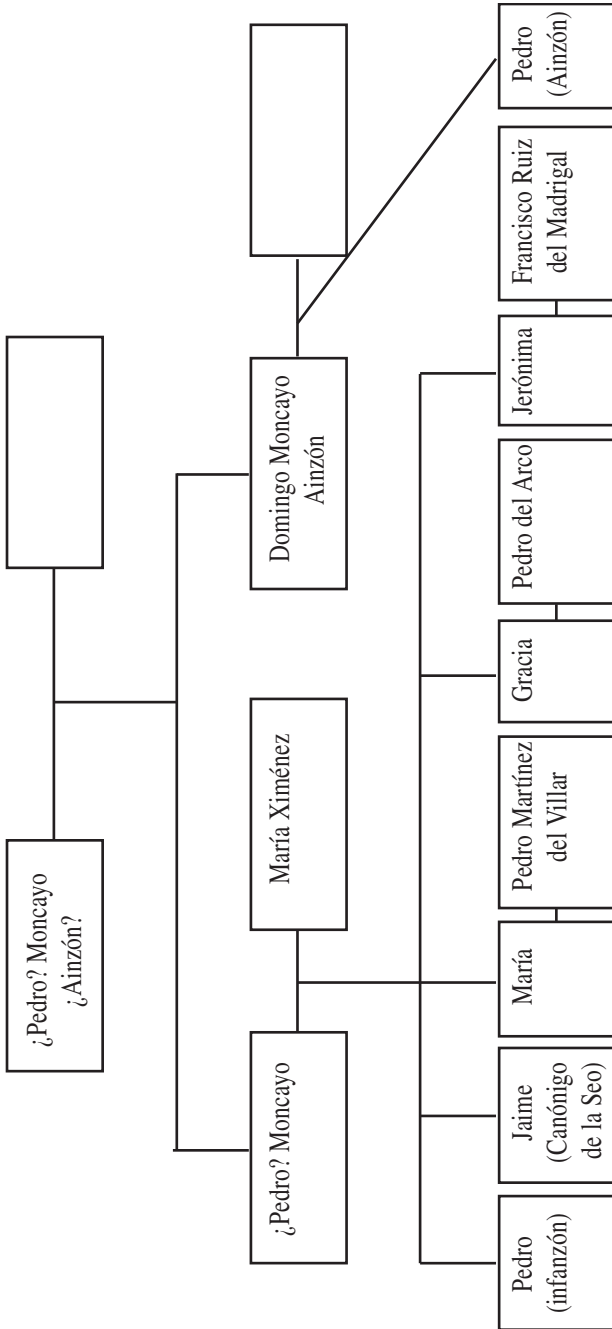 ¿Pedro? Moncayo
¿Ainzón?
¿Pedro? Moncayo
María Ximénez
Domingo Moncayo
Ainzón
Pedro
(infanzón)
Jaime
(Canónigo
de la Seo)
María
Pedro Martínez
del Villar
Gracia
Pedro del Arco
Jerónima
Francisco Ruiz
del Madrigal
Pedro
(Ainzón)